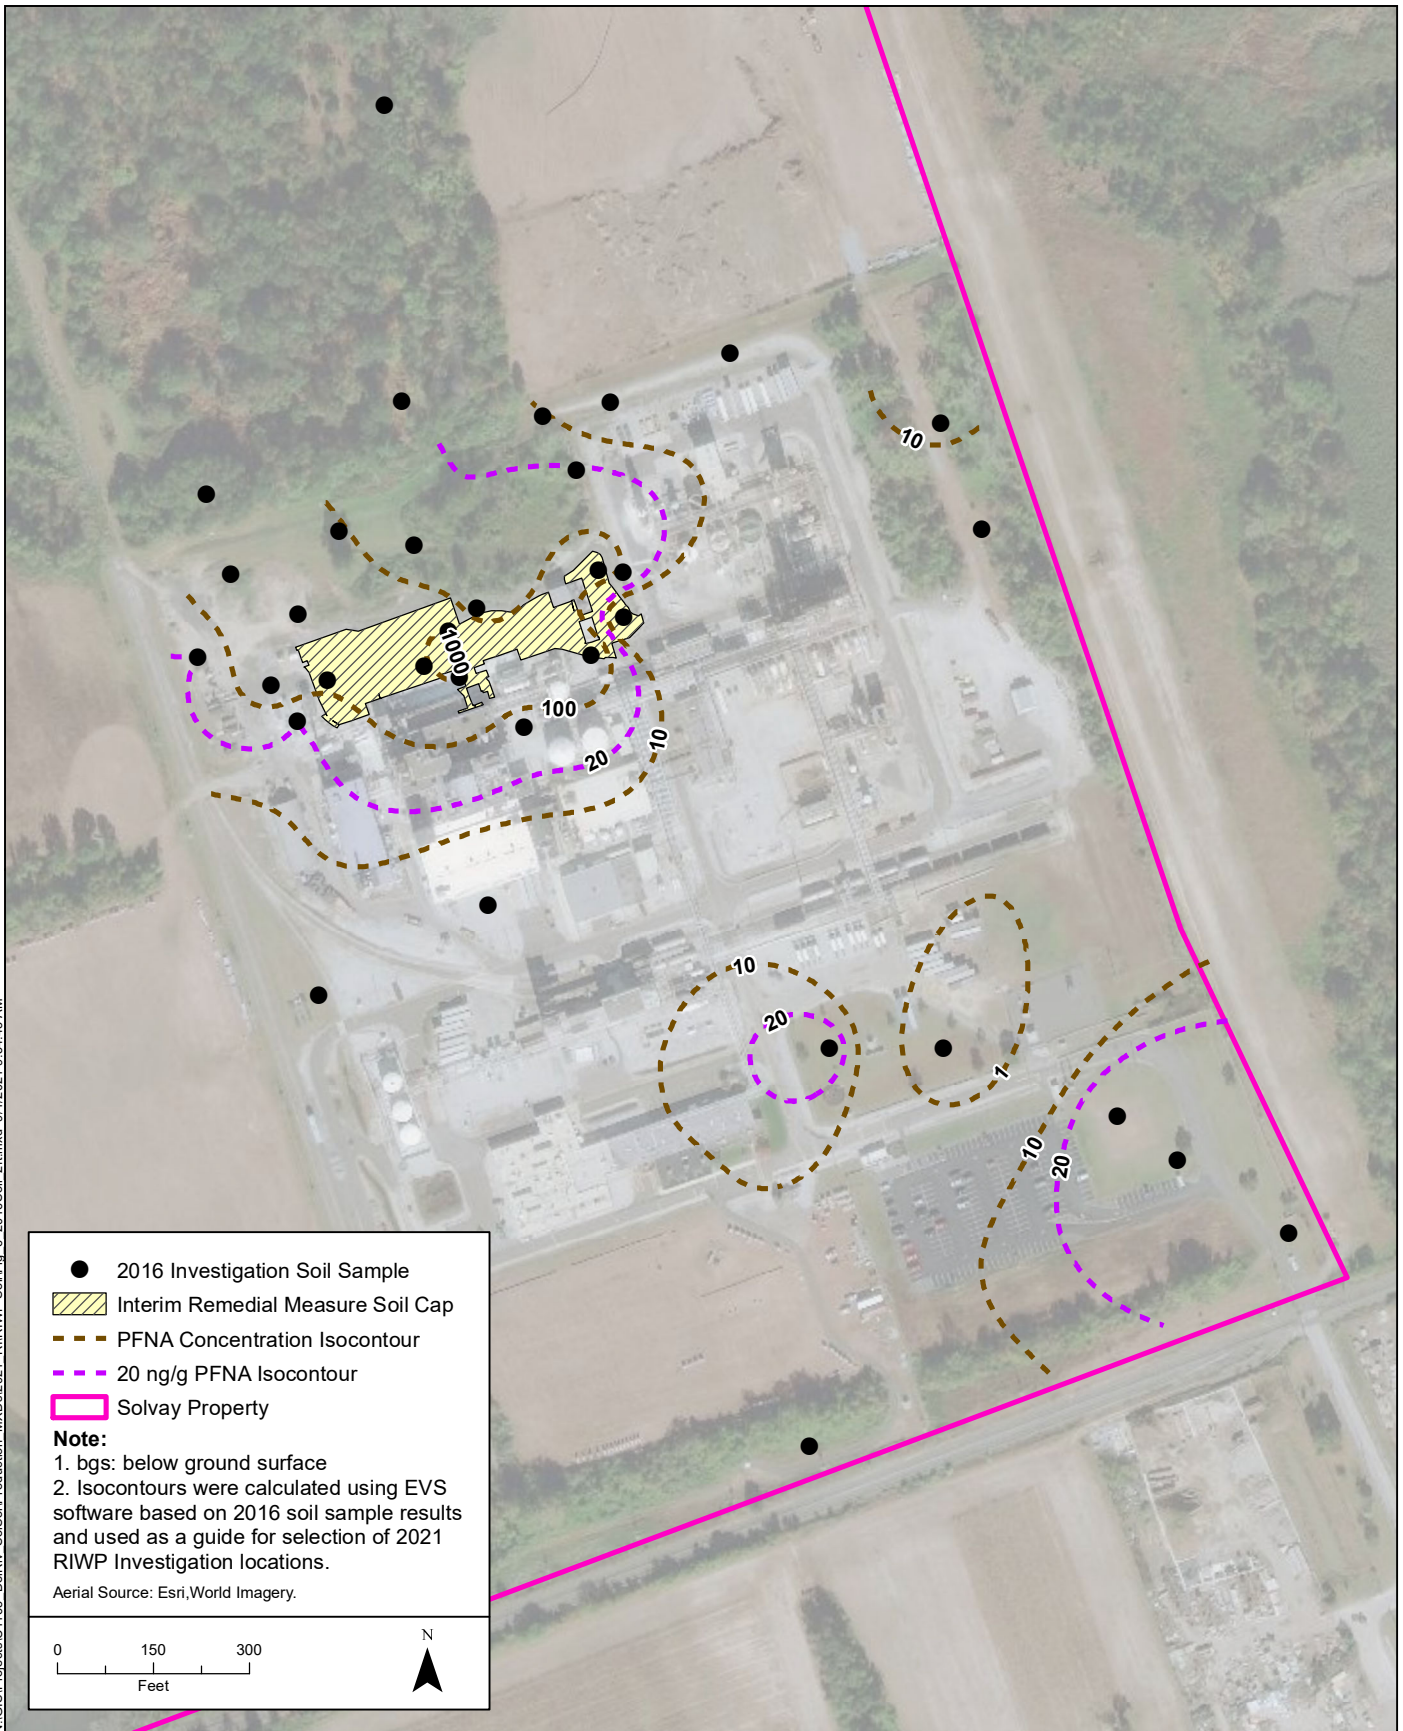 10
1000
100
20
10
10
20
1
10
20
2016 Investigation Soil Sample
Interim Remedial Measure Soil Cap
PFNA Concentration Isocontour
20 ng/g PFNA Isocontour
Solvay Property
Note:
1. bgs: below ground surface
2. Isocontours were calculated using EVS
software based on 2016 soil sample results
and used as a guide for selection of 2021
RIWP Investigation locations.
Aerial Source: Esri,World Imagery.
0 150 300
Feet
N